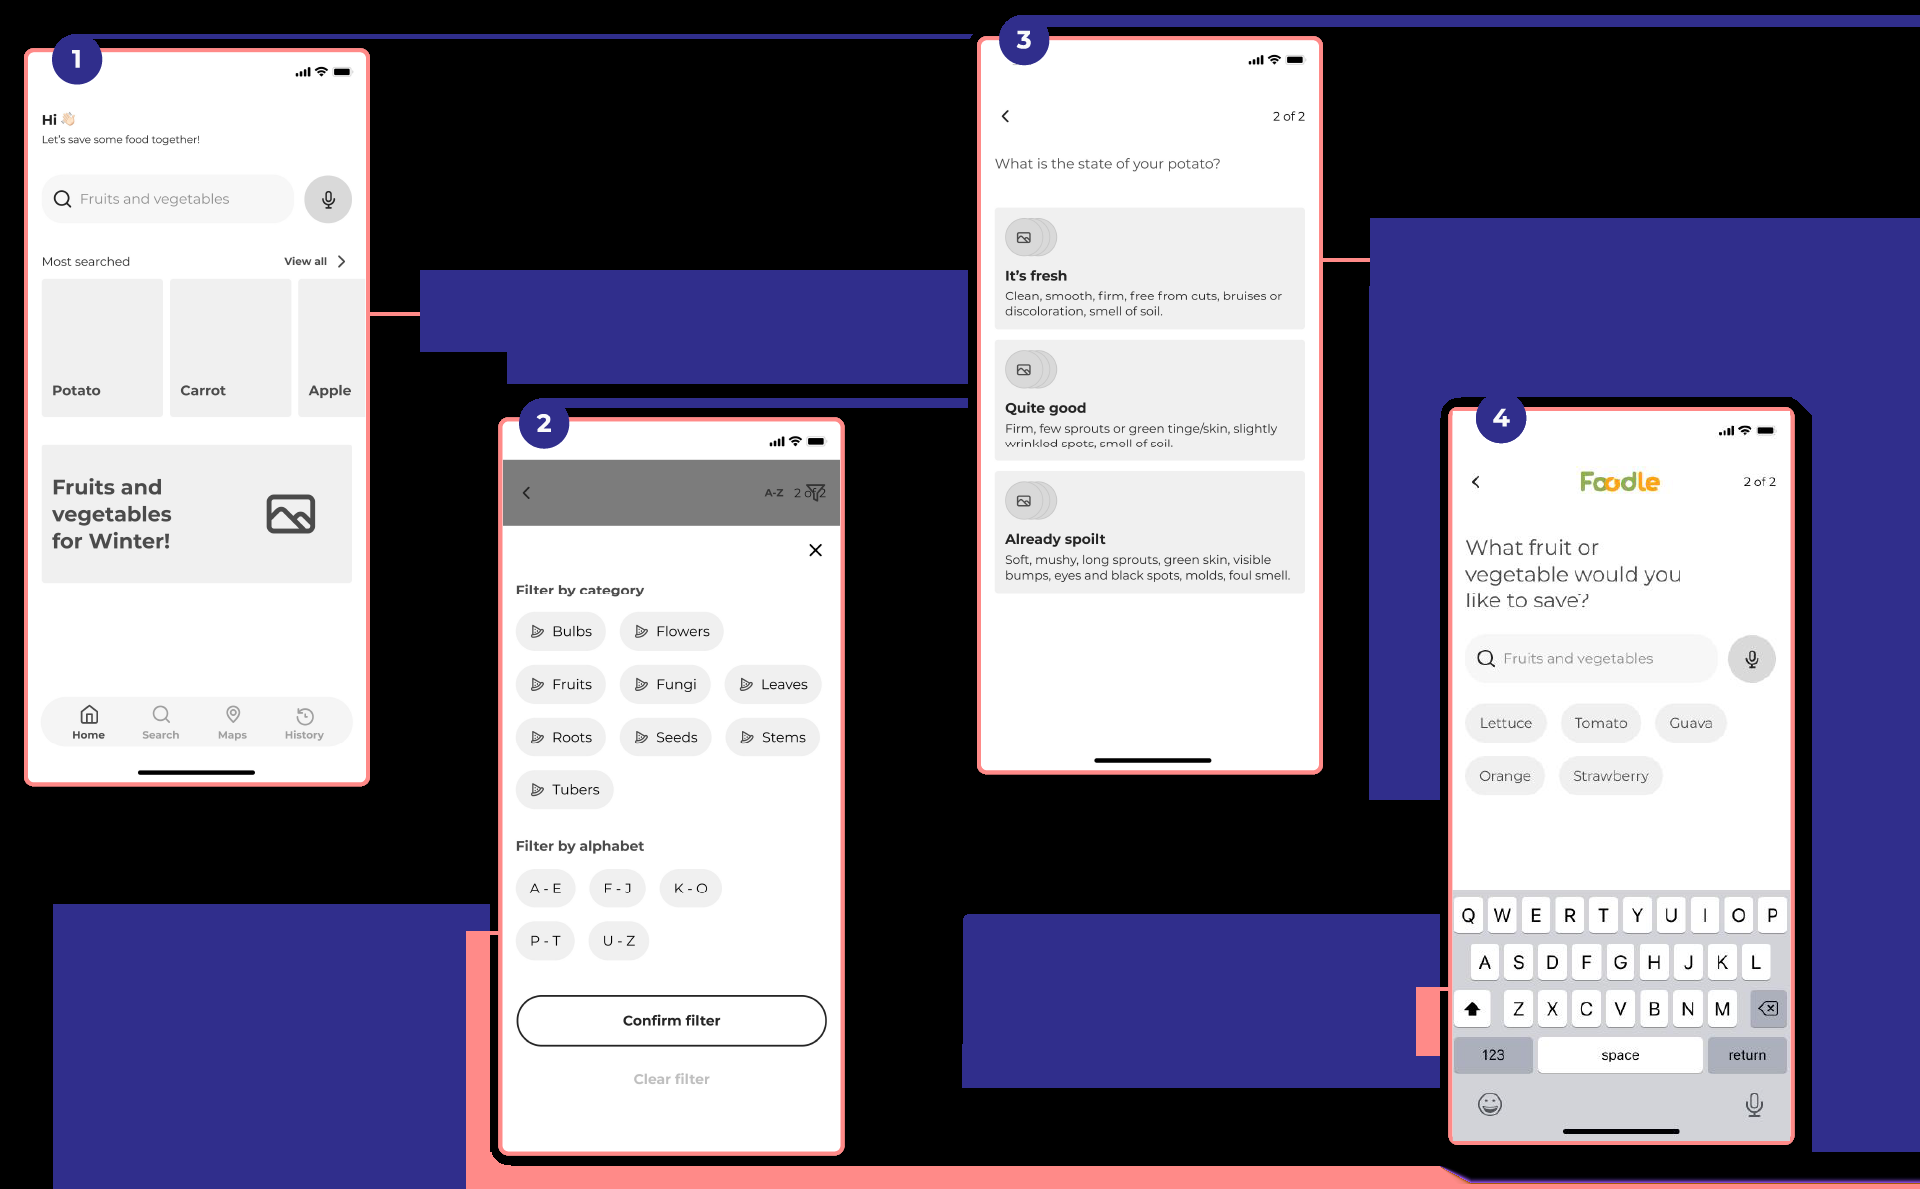 1
Hi 👋🏻
Let's save some food together!
Fruits and vegetables
Most searched
View all
Potato
Carrot
Apple
Fruits and
vegetables
for Winter!
Home
Search
Maps
History
2
A-Z
2 of 2
Filter by category
Bulbs
Flowers
Fruits
Fungi
Leaves
Roots
Seeds
Stems
Tubers
Filter by alphabet
A - E
F - J
K - O
P - T
U - Z
Confirm filter
Clear filter
3
2 of 2
What is the state of your potato?
It's fresh
Clean, smooth, firm, free from cuts, bruises or
discoloration, smell of soil.
Quite good
Firm, few sprouts or green tinge/skin, slightly
wrinkled spots, smell of soil.
Already spoilt
Soft, mushy, long sprouts, green skin, visible
bumps, eyes and black spots, molds, foul smell.
4
Foodle
2 of 2
What fruit or
vegetable would you
like to save?
Fruits and vegetables
Lettuce
Tomato
Guava
Orange
Strawberry
Q W E R T Y U I O P
A S D F G H J K L
Z X C V B N M
123
space
return